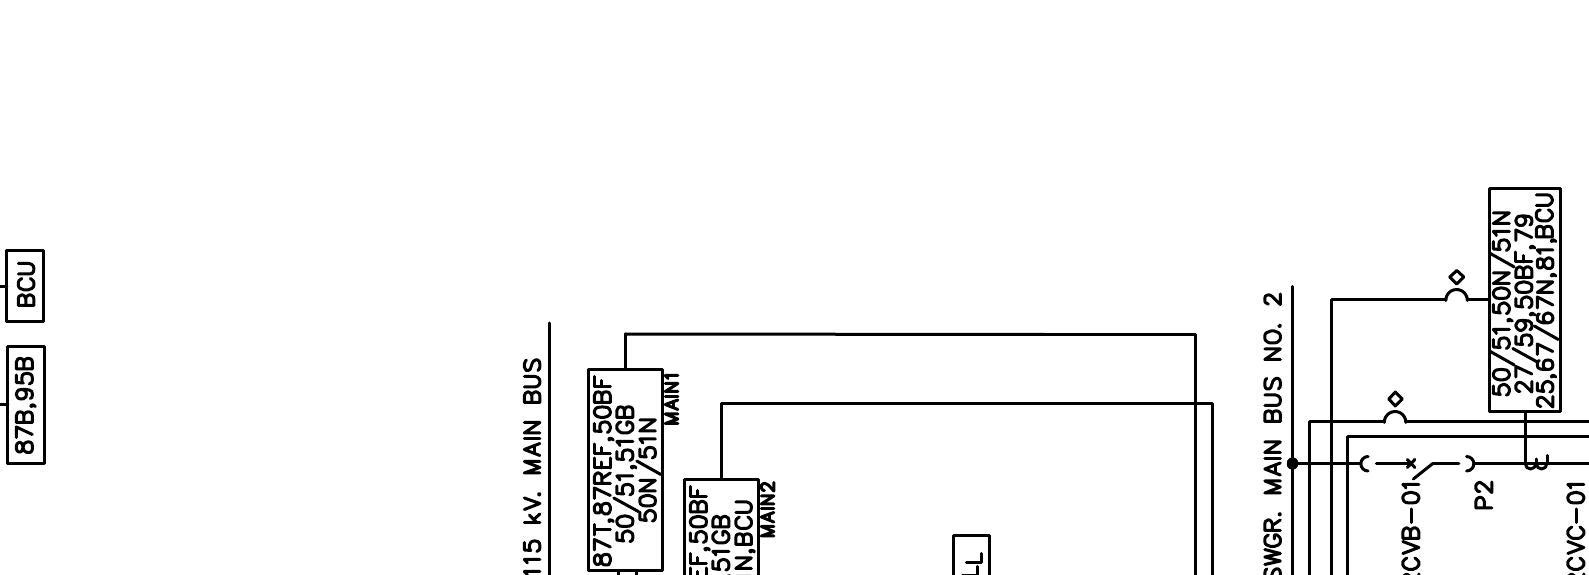 BCU
87B,95B
115 kV. MAIN BUS
87T,87REF,50BF
50/51,51GB
50N/51N
MAIN1
EF,50BF
51GB
N,BCU
MAIN2
LL
SWGR. MAIN BUS NO. 2
50/51,50N/51N
27/59,50BF,79
25,67/67N,81,BCU
2CVB-01
P2
2CVC-01